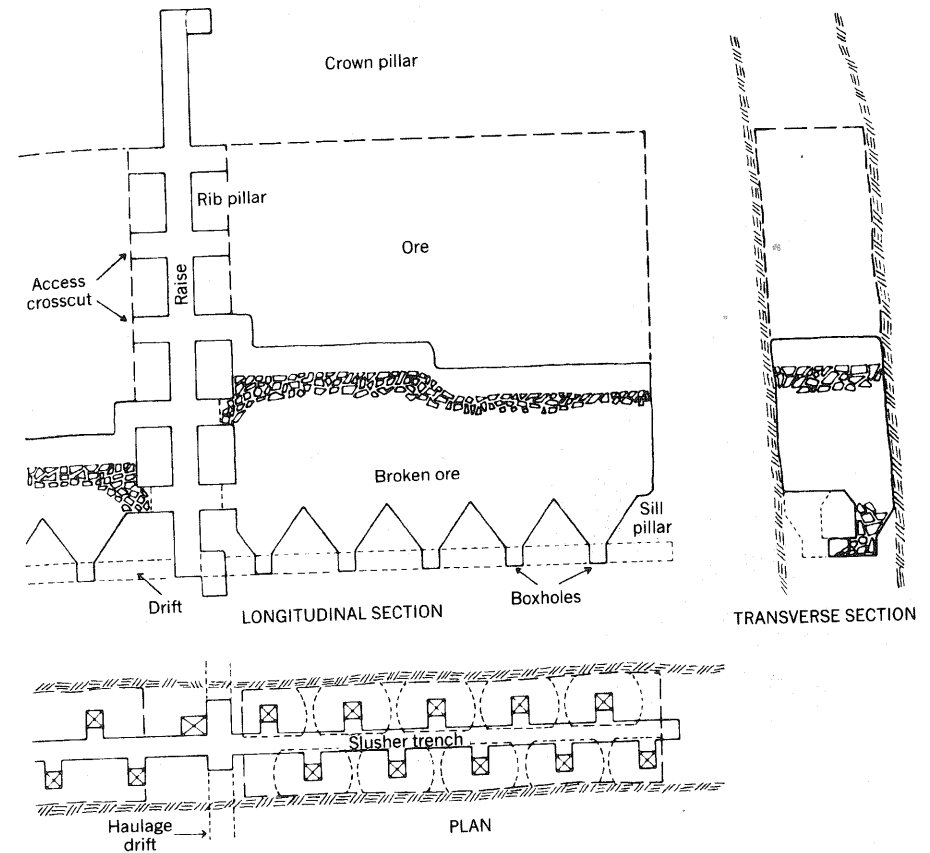 Crown pillar
Rib pillar
Ore
Access
crosscut
Raise
Broken ore
Sill
pillar
Drift
Boxholes
LONGITUDINAL SECTION
TRANSVERSE SECTION
Slusher trench
Haulage
drift
PLAN